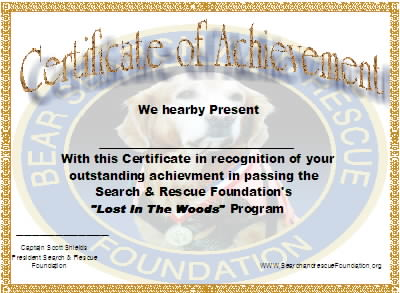 Certificate of Achievement
We hearby Present
With this Certificate in recognition of your
outstanding achievment in passing the
Search & Rescue Foundation's
"Lost In The Woods" Program
Captain Scott Shields
President Search & Rescue
Foundation
WWW.SearchandrescueFoundation.org
BEAR SEARCH RESCUE
FOUNDATION